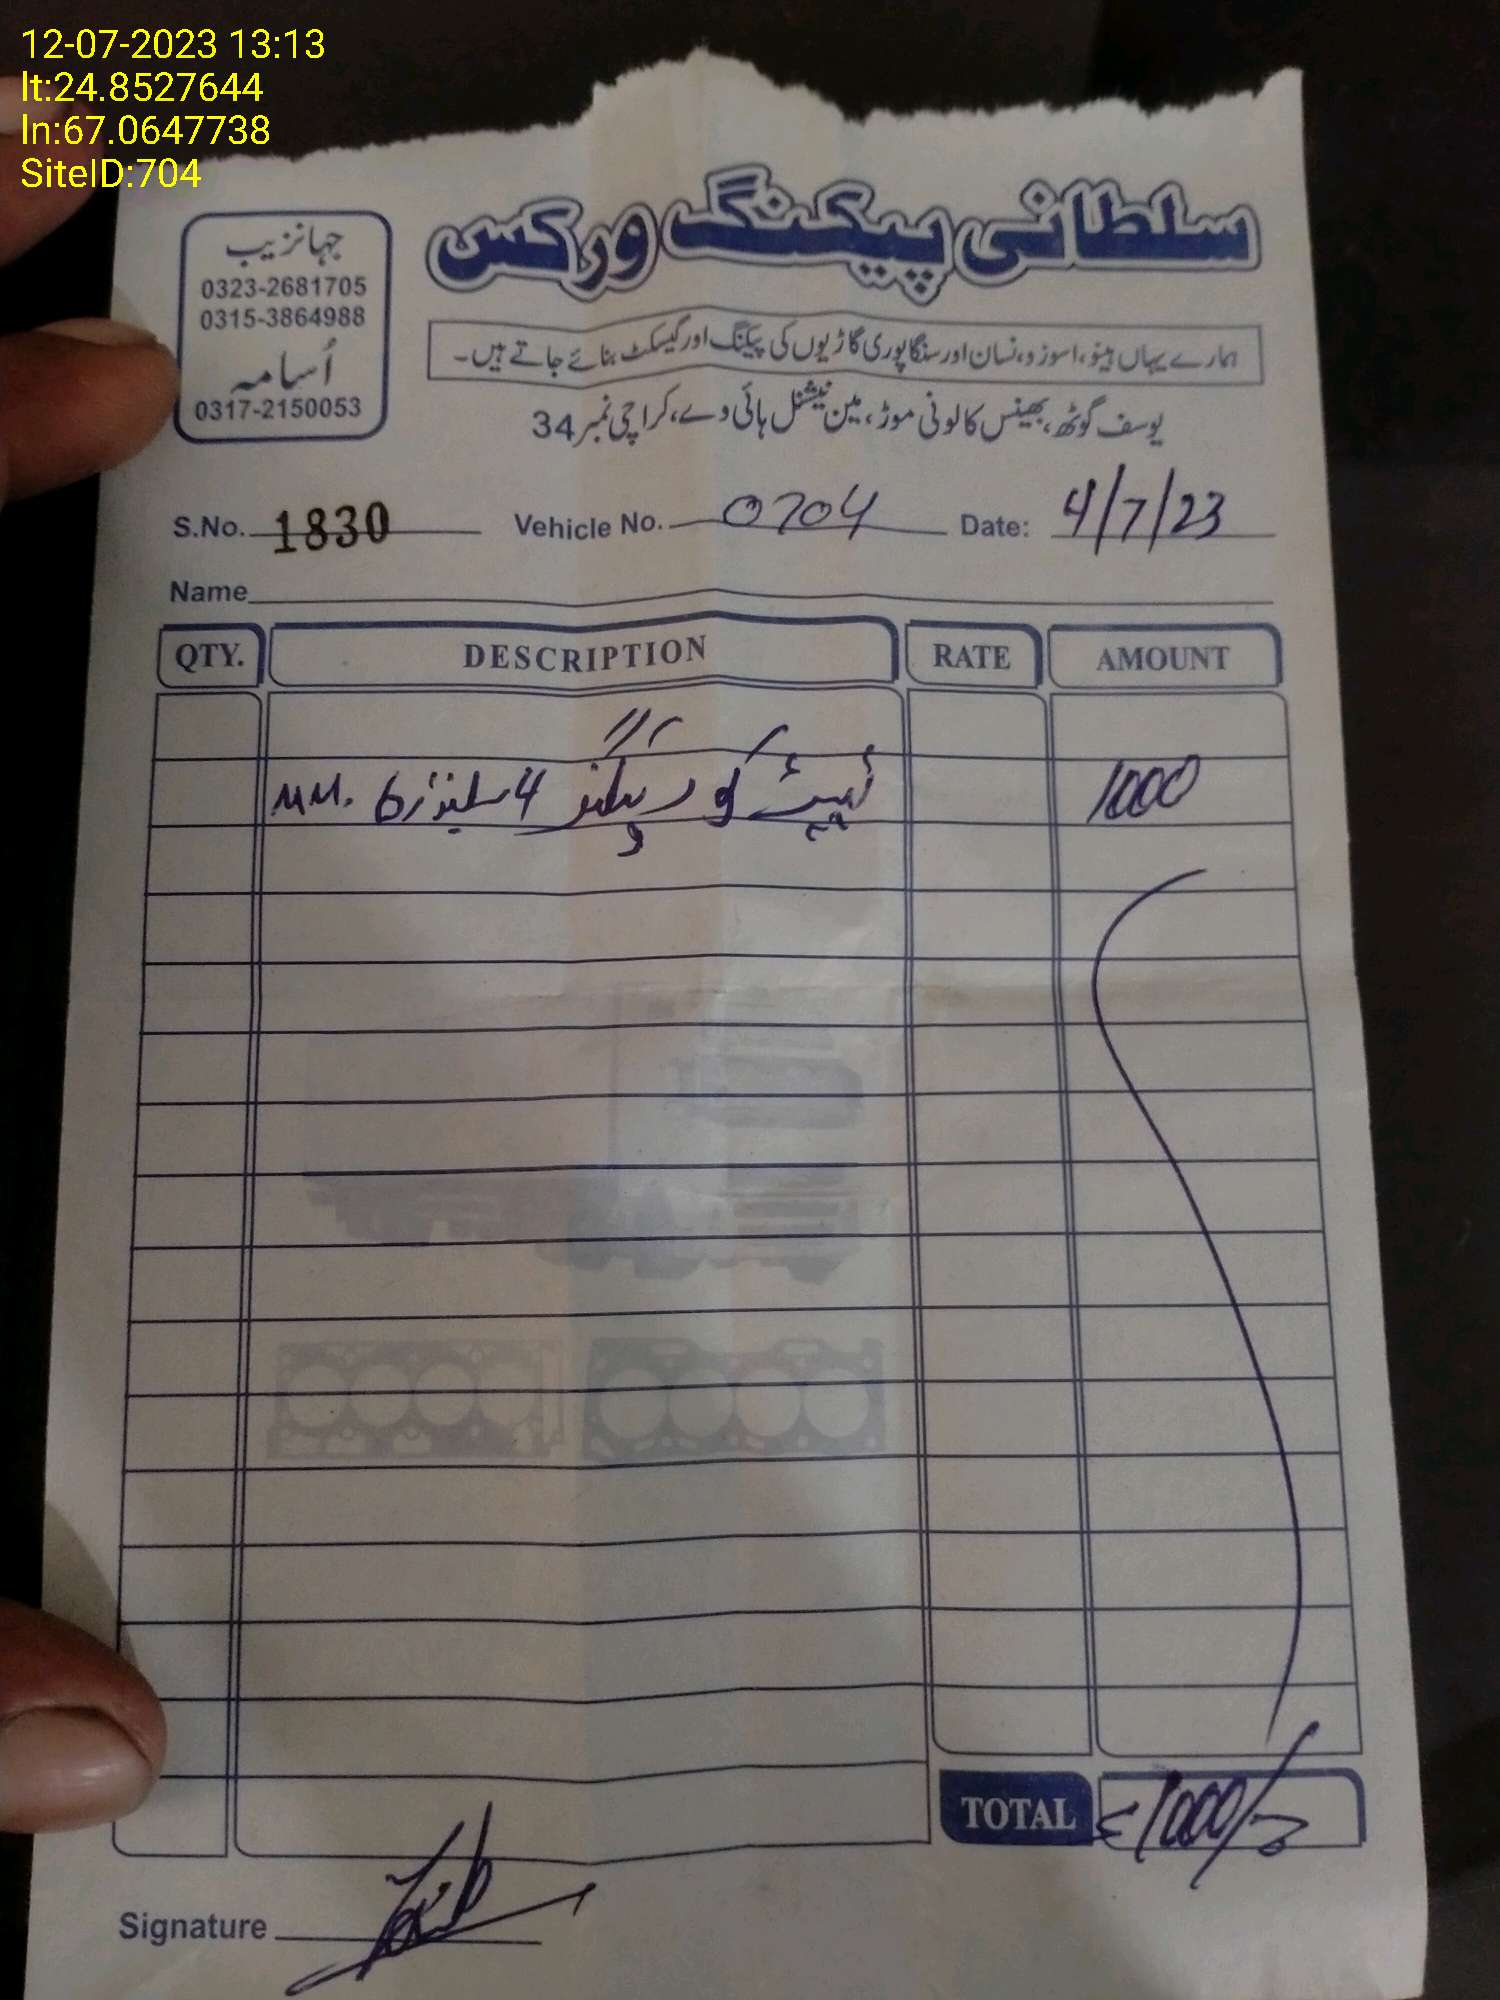 12-07-2023 13:13
lt:24.8527644
ln:67.0647738
SiteID:704
سلطانی پیکنگ ورکس
جہانزیب
0323-2681705
0315-3864988
اُسامہ
0317-2150053
ہمارے یہاں ہینو، اسوزو، نسان اور سنگاپوری گاڑیوں کی پیکنگ اور گیسکٹ بنائے جاتے ہیں۔
یوسف گوٹھ، بھینس کالونی موڑ، مین نیشنل ہائی وے، کراچی نمبر 34
S.No. 1830 Vehicle No. 0704 Date: 4/7/23
Name
QTY. DESCRIPTION RATE AMOUNT
4 6 MM. 1000
TOTAL 1000/-
Signature